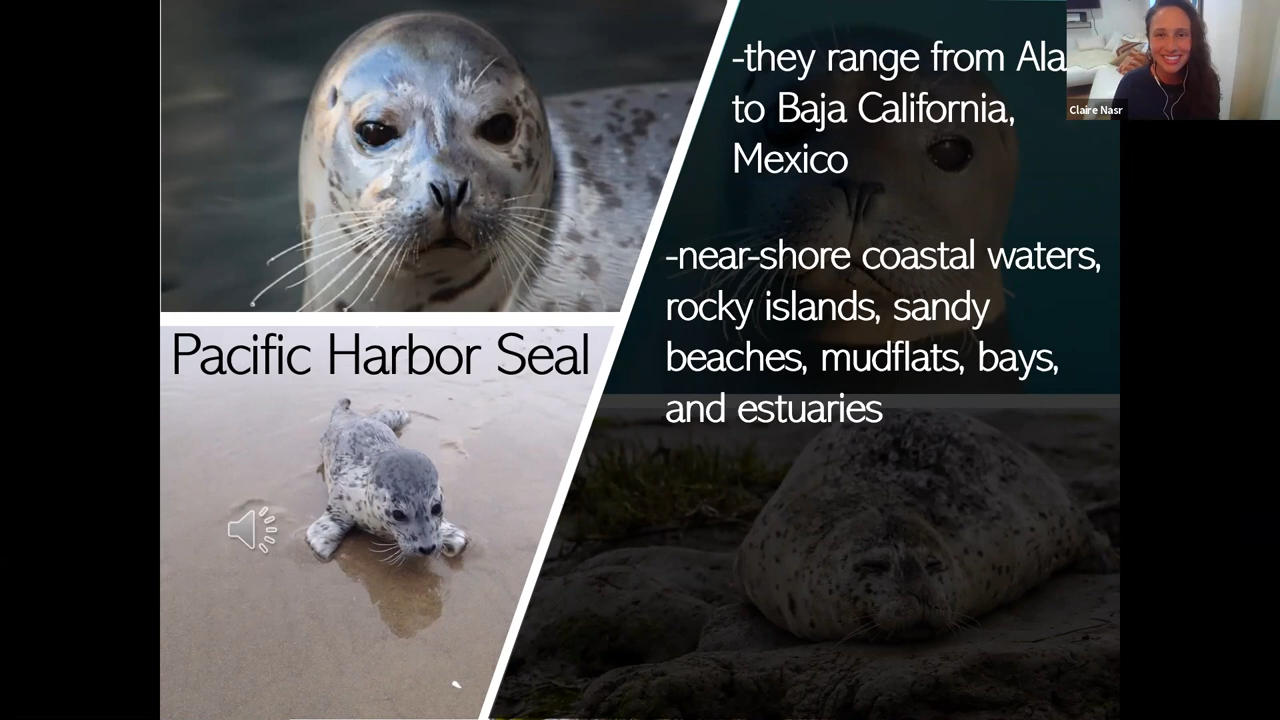 -they range from Ala
to Baja California,
Mexico
Claire Nasr
-near-shore coastal waters,
rocky islands, sandy
beaches, mudflats, bays,
and estuaries
Pacific Harbor Seal